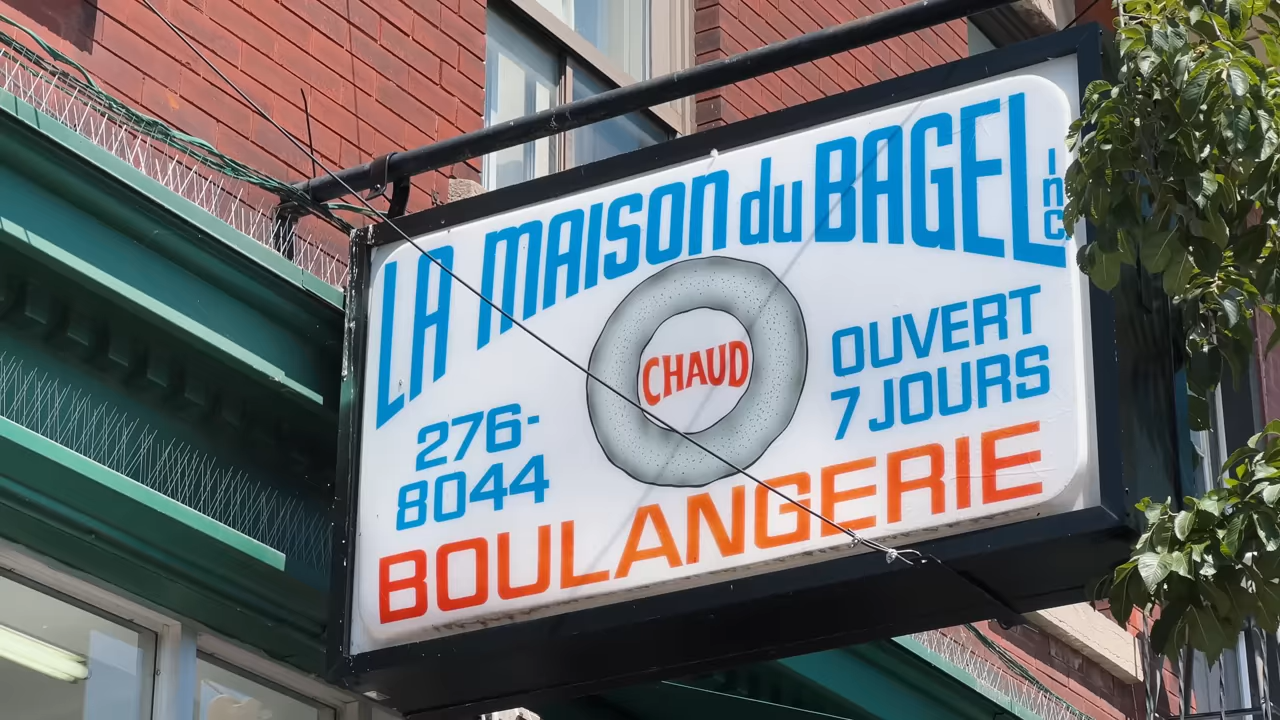 LA MAISON du BAGEL inc
CHAUD
OUVERT
7 JOURS
276-
8044
BOULANGERIE